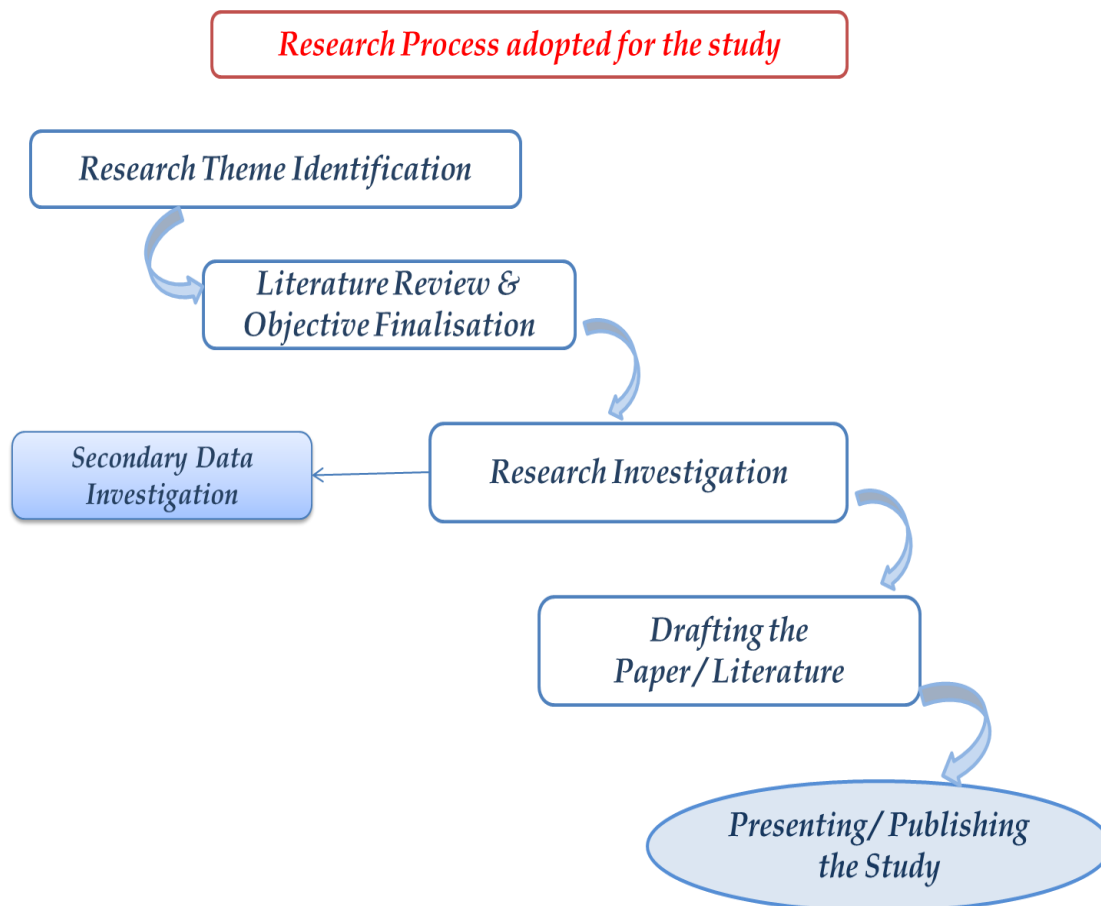 Research Process adopted for the study
Research Theme Identification
Literature Review &
Objective Finalisation
Secondary Data
Investigation
Research Investigation
Drafting the
Paper / Literature
Presenting / Publishing
the Study